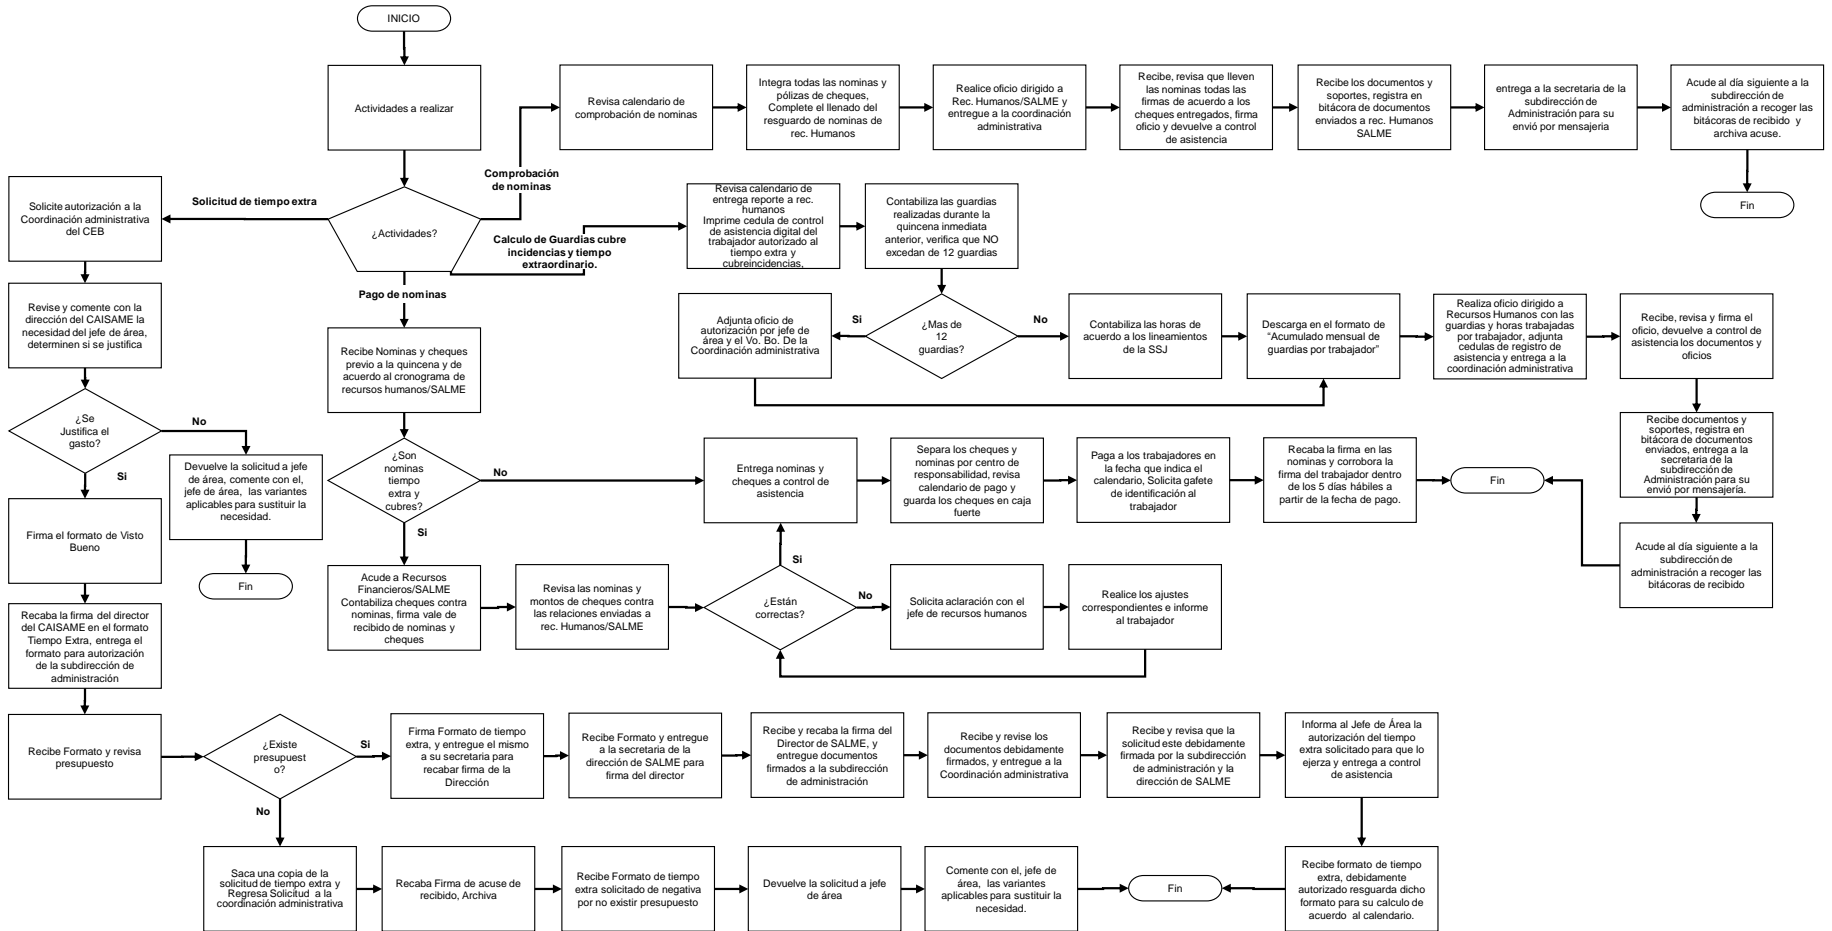 INICIO
Actividades a realizar
¿Actividades?
Comprobación
de nominas
Revisa calendario de
comprobación de nominas
Integra todas las nominas y
pólizas de cheques,
Complete el llenado del
resguardo de nominas de
rec. Humanos
Realice oficio dirigido a
Rec. Humanos/SALME y
entregue a la coordinación
administrativa
Recibe, revisa que lleven
las nominas todas las
firmas de acuerdo a los
cheques entregados, firma
oficio y devuelve a control
de asistencia
Recibe los documentos y
soportes, registra en
bitácora de documentos
enviados a rec. Humanos
SALME
entrega a la secretaria de la
subdirección de
Administración para su
envió por mensajeria
Acude al día siguiente a la
subdirección de
administración a recoger las
bitácoras de recibido y
archiva acuse.
Fin
Solicitud de tiempo extra
Solicite autorización a la
Coordinación administrativa
del CEB
Revise y comente con la
dirección del CAISAME la
necesidad del jefe de área,
determinen si se justifica
¿Se
Justifica el
gasto?
No
Devuelve la solicitud a jefe
de área, comente con el,
jefe de área, las variantes
aplicables para sustituir la
necesidad.
Fin
Si
Firma el formato de Visto
Bueno
Recaba la firma del director
del CAISAME en el formato
Tiempo Extra, entrega el
formato para autorización
de la subdirección de
administración
Recibe Formato y revisa
presupuesto
¿Existe
presupuest
o?
Si
Firma Formato de tiempo
extra, y entregue el mismo
a su secretaria para
recabar firma de la
Dirección
Recibe Formato y entregue
a la secretaria de la
dirección de SALME para
firma del director
Recibe y recaba la firma del
Director de SALME, y
entregue documentos
firmados a la subdirección
de administración
Recibe y revise los
documentos debidamente
firmados, y entregue a la
Coordinación administrativa
Recibe y revisa que la
solicitud este debidamente
firmada por la subdirección
de administración y la
dirección de SALME
Informa al Jefe de Área la
autorización del tiempo
extra solicitado para que lo
ejerza y entrega a control
de asistencia
Recibe formato de tiempo
extra, debidamente
autorizado resguarda dicho
formato para su calculo de
acuerdo al calendario.
No
Saca una copia de la
solicitud de tiempo extra y
Regresa Solicitud a la
coordinación administrativa
Recaba Firma de acuse de
recibido, Archiva
Recibe Formato de tiempo
extra solicitado de negativa
por no existir presupuesto
Devuelve la solicitud a jefe
de área
Comente con el, jefe de
área, las variantes
aplicables para sustituir la
necesidad.
Fin
Calculo de Guardias cubre
incidencias y tiempo
extraordinario.
Revisa calendario de
entrega reporte a rec.
humanos
Imprime cedula de control
de asistencia digital del
trabajador autorizado al
tiempo extra y
cubreincidencias,
Contabiliza las guardias
realizadas durante la
quincena inmediata
anterior, verifica que NO
excedan de 12 guardias
¿Mas de
12
guardias?
Si
Adjunta oficio de
autorización por jefe de
área y el Vo. Bo. De la
Coordinación administrativa
No
Contabiliza las horas de
acuerdo a los lineamientos
de la SSJ
Descarga en el formato de
“Acumulado mensual de
guardias por trabajador”
Realiza oficio dirigido a
Recursos Humanos con las
guardias y horas trabajadas
por trabajador, adjunta
cedulas de registro de
asistencia y entrega a la
coordinación administrativa
Recibe, revisa y firma el
oficio, devuelve a control de
asistencia los documentos y
oficios
Recibe documentos y
soportes, registra en
bitácora de documentos
enviados, entrega a la
secretaria de la
subdirección de
Administración para su
envió por mensajería.
Acude al día siguiente a la
subdirección de
administración a recoger las
bitácoras de recibido
Pago de nominas
Recibe Nominas y cheques
previo a la quincena y de
acuerdo al cronograma de
recursos humanos/SALME
¿Son
nominas
tiempo
extra y
cubres?
No
Entrega nominas y
cheques a control de
asistencia
Separa los cheques y
nominas por centro de
responsabilidad, revisa
calendario de pago y
guarda los cheques en caja
fuerte
Paga a los trabajadores en
la fecha que indica el
calendario, Solicita gafete
de identificación al
trabajador
Recaba la firma en las
nominas y corrobora la
firma del trabajador dentro
de los 5 días hábiles a
partir de la fecha de pago.
Fin
Si
Acude a Recursos
Financieros/SALME
Contabiliza cheques contra
nominas, firma vale de
recibido de nominas y
cheques
Revisa las nominas y
montos de cheques contra
las relaciones enviadas a
rec. Humanos/SALME
¿Están
correctas?
Si
No
Solicita aclaración con el
jefe de recursos humanos
Realice los ajustes
correspondientes e informe
al trabajador